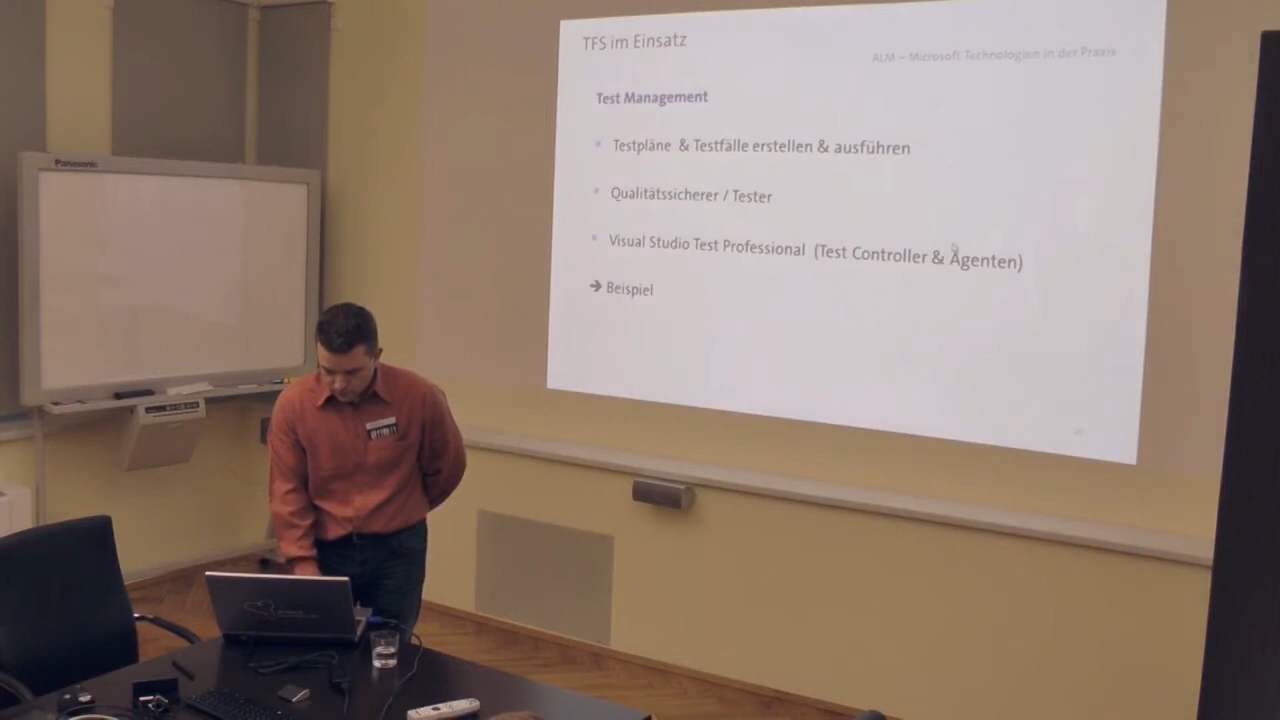 TFS im Einsatz
ALM – Microsoft Technologien in der Praxis
Test Management
Testpläne & Testfälle erstellen & ausführen
Qualitätssicherer / Tester
Visual Studio Test Professional (Test Controller & Agenten)
➔ Beispiel
Panasonic